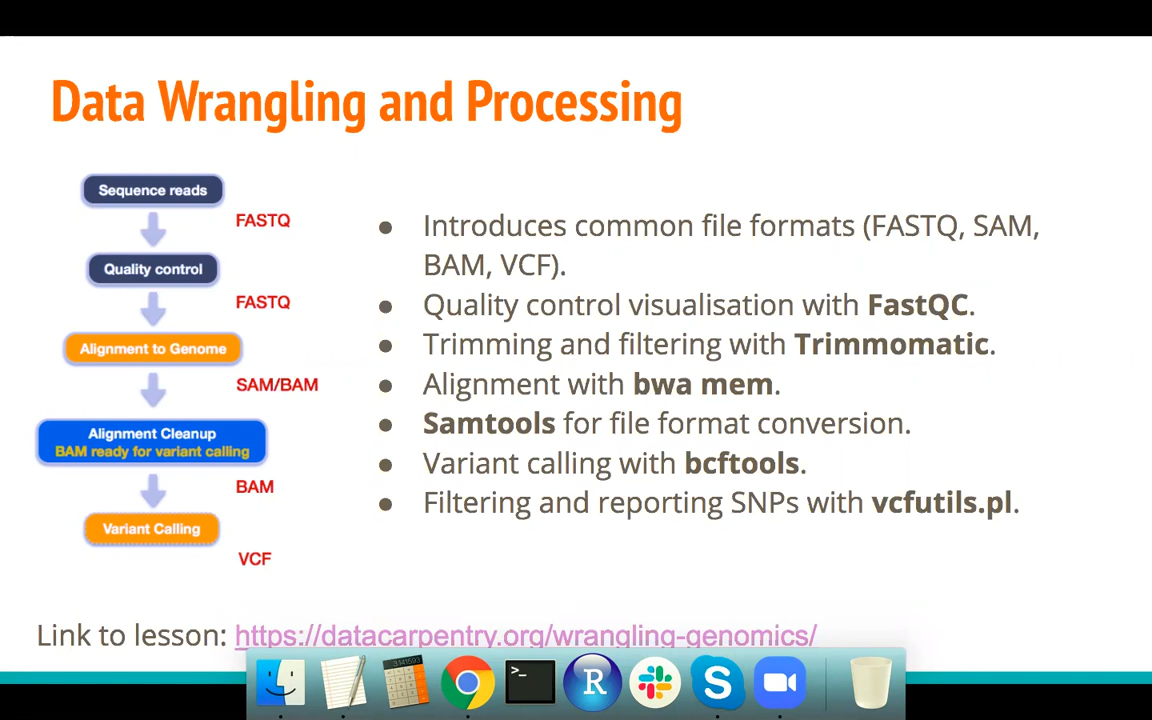 Data Wrangling and Processing
Sequence reads
FASTQ
Quality control
FASTQ
Alignment to Genome
SAM/BAM
Alignment Cleanup
BAM ready for variant calling
BAM
Variant Calling
VCF
● Introduces common file formats (FASTQ, SAM,
BAM, VCF).
● Quality control visualisation with FastQC.
● Trimming and filtering with Trimmomatic.
● Alignment with bwa mem.
● Samtools for file format conversion.
● Variant calling with bcftools.
● Filtering and reporting SNPs with vcfutils.pl.
Link to lesson: https://datacarpentry.org/wrangling-genomics/
3.141593
>_
R
S